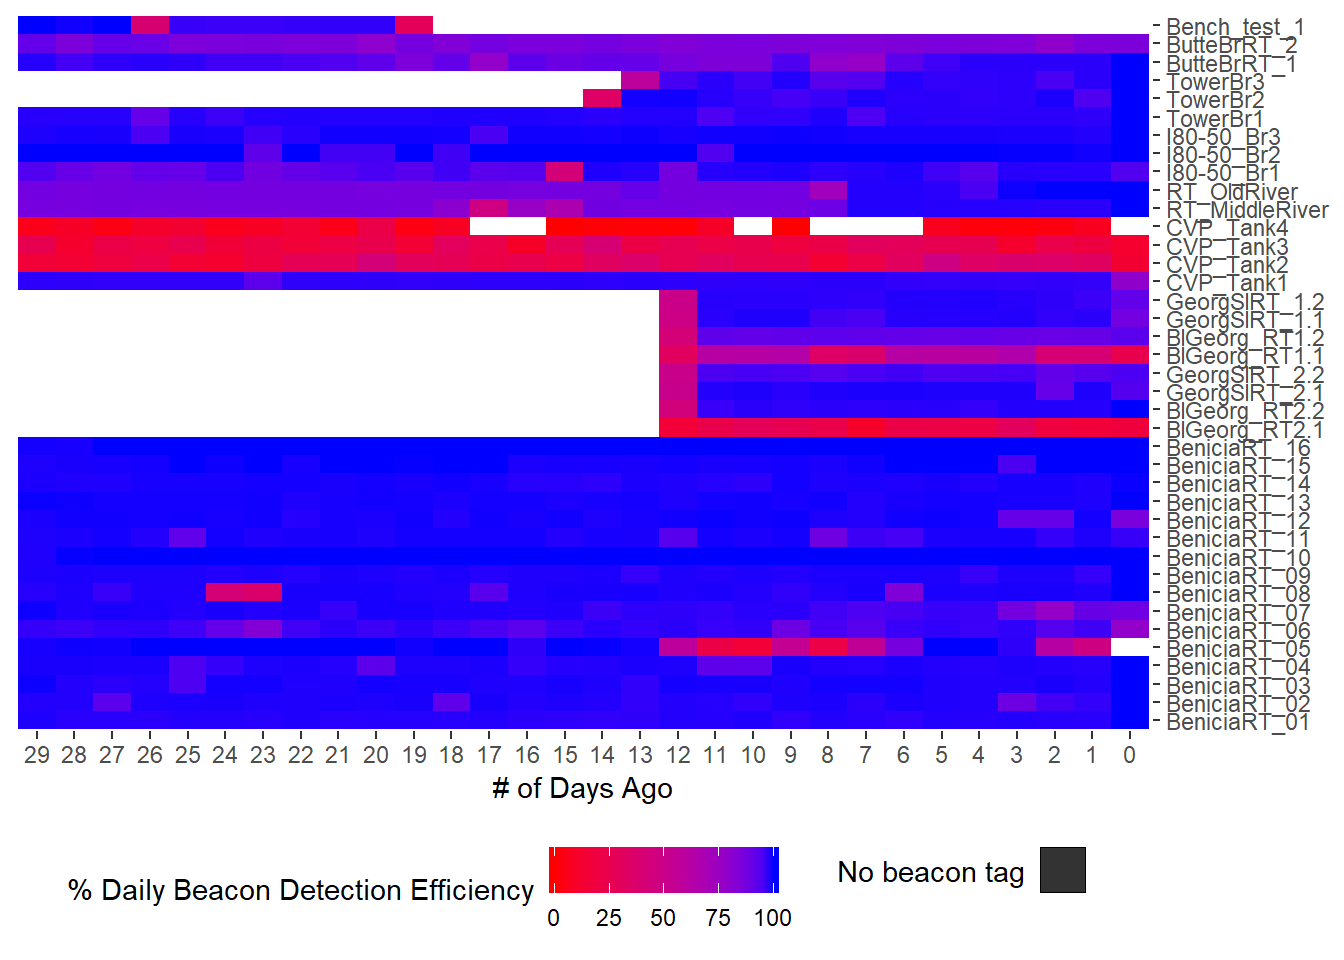 Bench_test_1
ButteBrRT_2
ButteBrRT_1
TowerBr3
TowerBr2
TowerBr1
I80-50_Br3
I80-50_Br2
I80-50_Br1
RT_OldRiver
RT_MiddleRiver
CVP_Tank4
CVP_Tank3
CVP_Tank2
CVP_Tank1
GeorgSlRT_1.2
GeorgSlRT_1.1
BlGeorg_RT1.2
BlGeorg_RT1.1
GeorgSlRT_2.2
GeorgSlRT_2.1
BlGeorg_RT2.2
BlGeorg_RT2.1
BeniciaRT_16
BeniciaRT_15
BeniciaRT_14
BeniciaRT_13
BeniciaRT_12
BeniciaRT_11
BeniciaRT_10
BeniciaRT_09
BeniciaRT_08
BeniciaRT_07
BeniciaRT_06
BeniciaRT_05
BeniciaRT_04
BeniciaRT_03
BeniciaRT_02
BeniciaRT_01
29 28 27 26 25 24 23 22 21 20 19 18 17 16 15 14 13 12 11 10 9 8 7 6 5 4 3 2 1 0
# of Days Ago
% Daily Beacon Detection Efficiency
0 25 50 75 100
No beacon tag